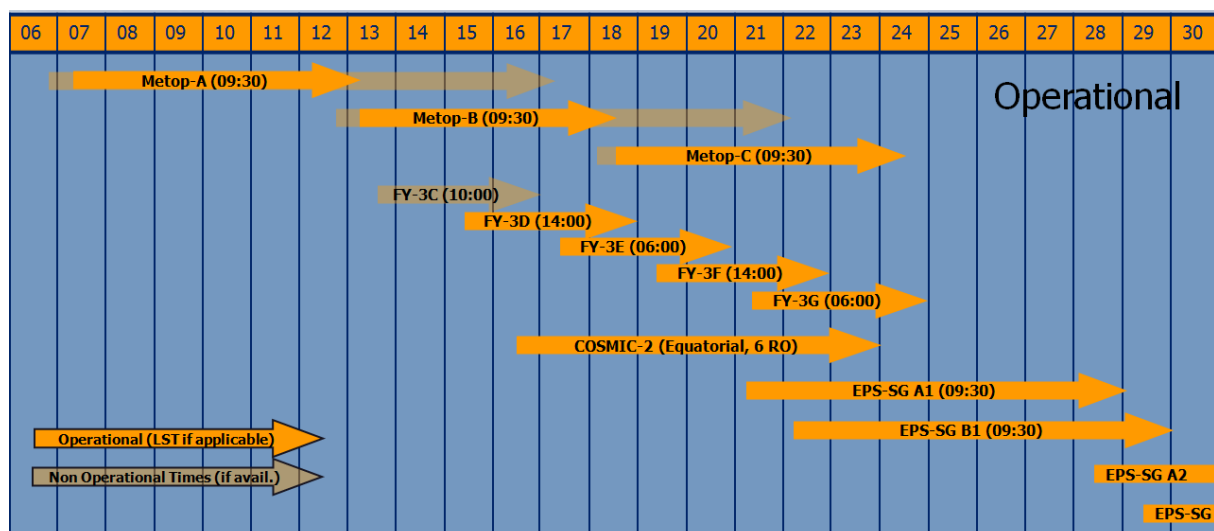 06 07 08 09 10 11 12 13 14 15 16 17 18 19 20 21 22 23 24 25 26 27 28 29 30
Metop-A (09:30)
Operational
Metop-B (09:30)
Metop-C (09:30)
FY-3C (10:00)
FY-3D (14:00)
FY-3E (06:00)
FY-3F (14:00)
FY-3G (06:00)
COSMIC-2 (Equatorial, 6 RO)
EPS-SG A1 (09:30)
EPS-SG B1 (09:30)
Operational (LST if applicable)
Non Operational Times (if avail.)
EPS-SG A2
EPS-SG